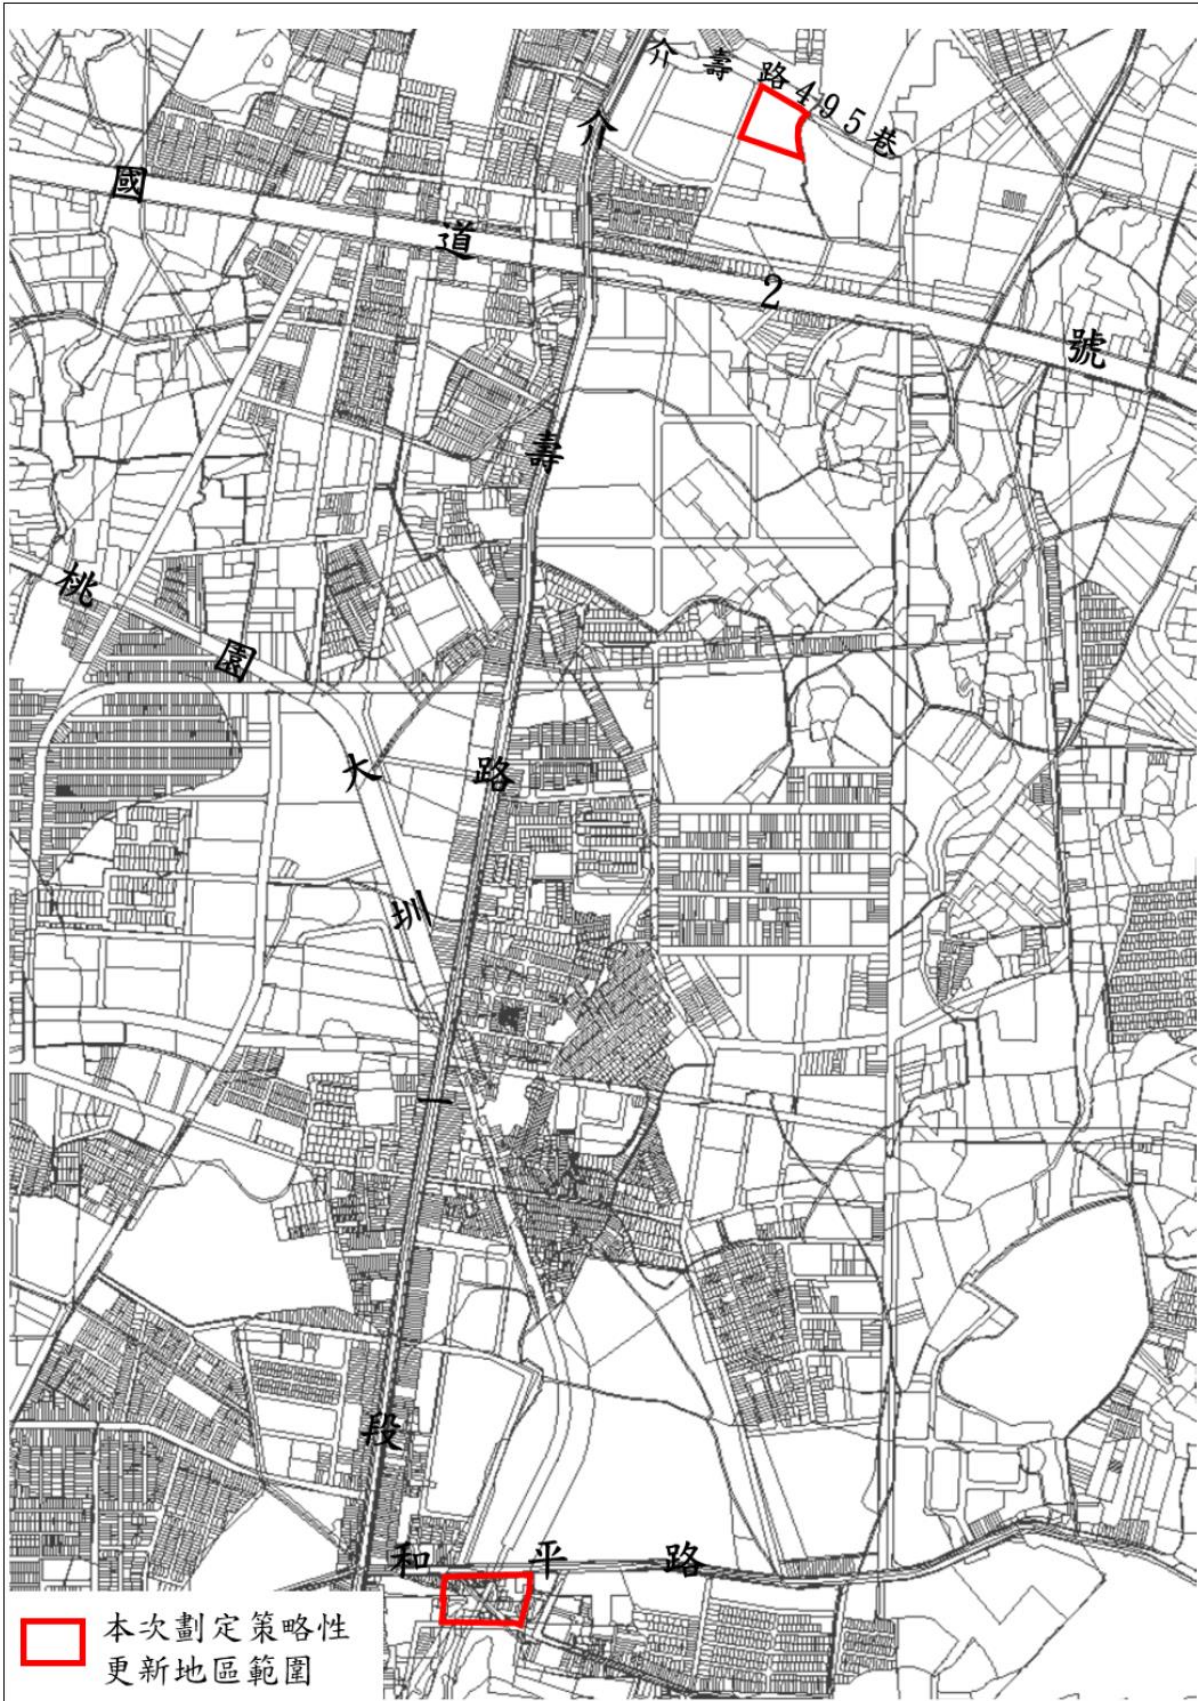 介壽路495巷
國道2號
介壽路一段
桃園大圳
和平路
本次劃定策略性
更新地區範圍